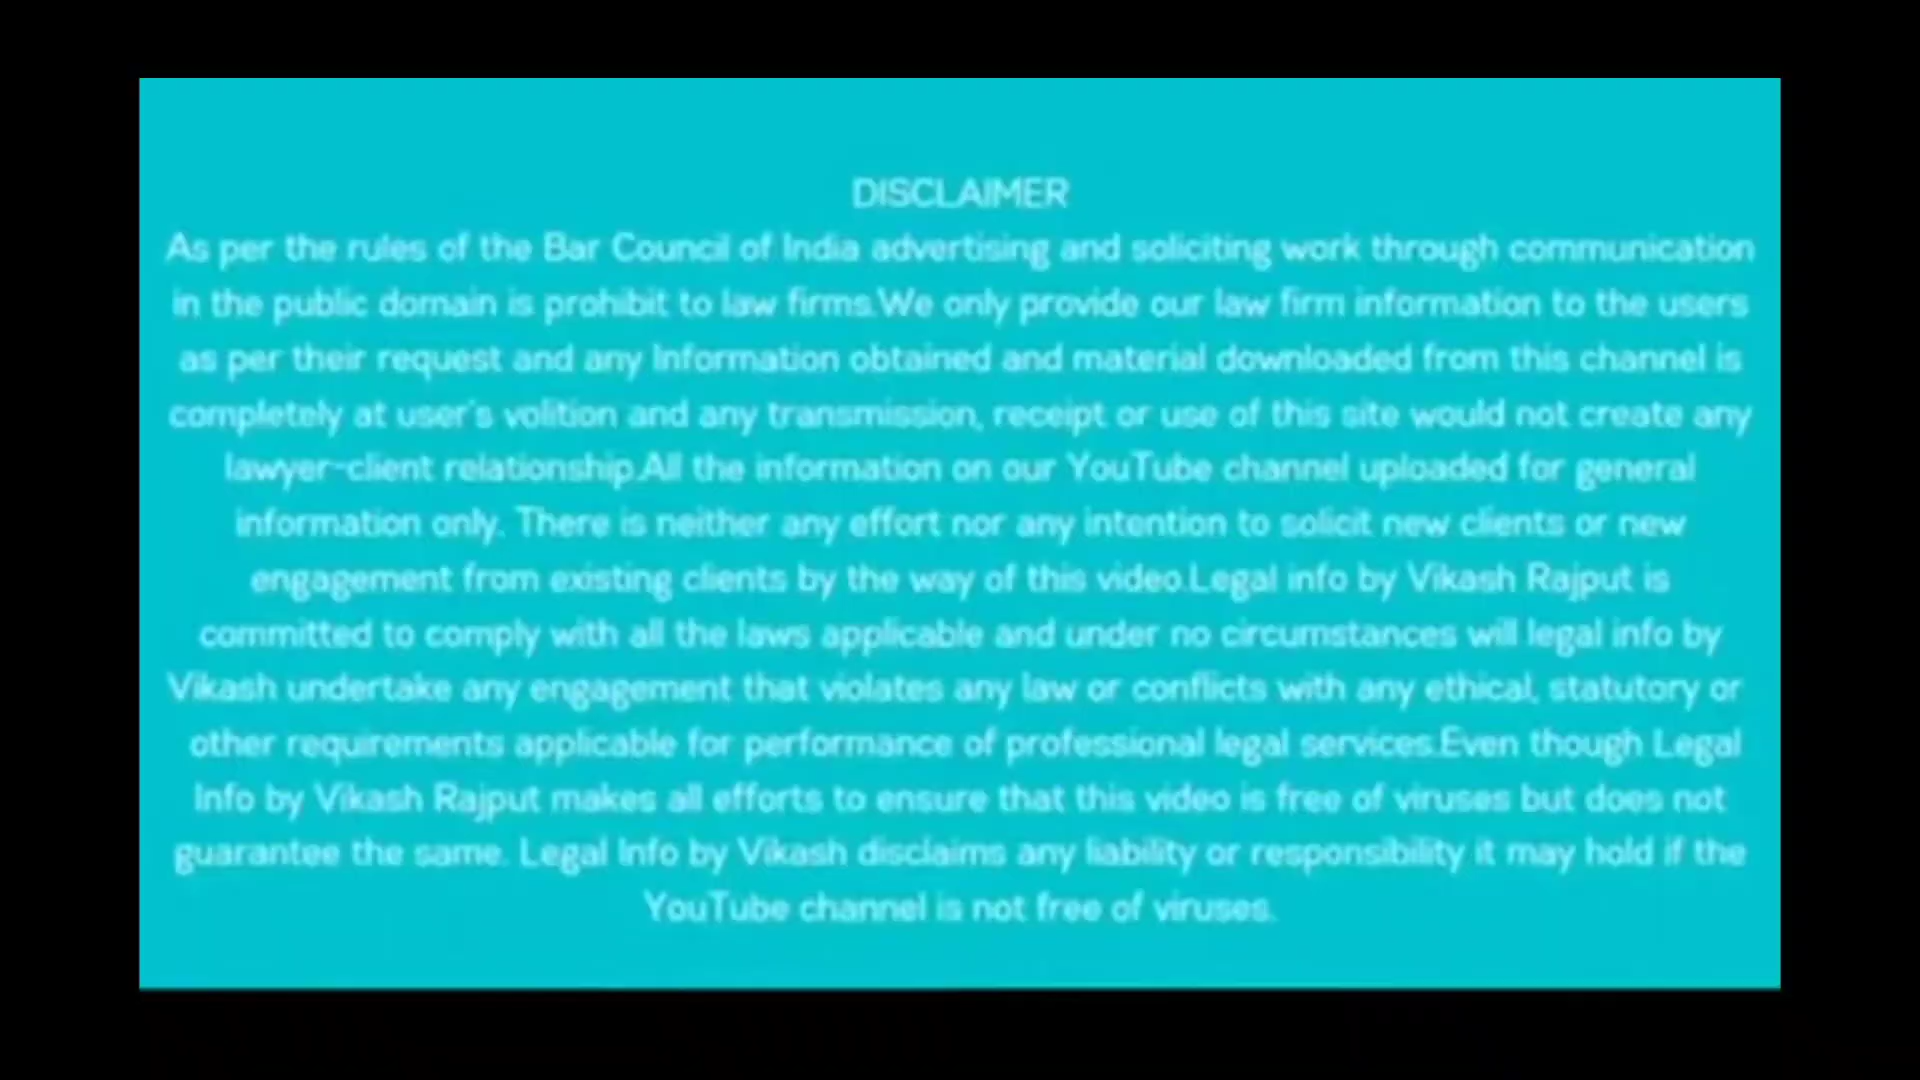 DISCLAIMER
As per the rules of the Bar Council of India advertising and soliciting work through communication
in the public domain is prohibit to law firms.We only provide our law firm information to the users
as per their request and any Information obtained and material downloaded from this channel is
completely at user's volition and any transmission, receipt or use of this site would not create any
lawyer-client relationship.All the information on our YouTube channel uploaded for general
information only. There is neither any effort nor any intention to solicit new clients or new
engagement from existing clients by the way of this video.Legal info by Vikash Rajput is
committed to comply with all the laws applicable and under no circumstances will legal info by
Vikash undertake any engagement that violates any law or conflicts with any ethical, statutory or
other requirements applicable for performance of professional legal services.Even though Legal
Info by Vikash Rajput makes all efforts to ensure that this video is free of viruses but does not
guarantee the same. Legal Info by Vikash disclaims any liability or responsibility it may hold if the
YouTube channel is not free of viruses.